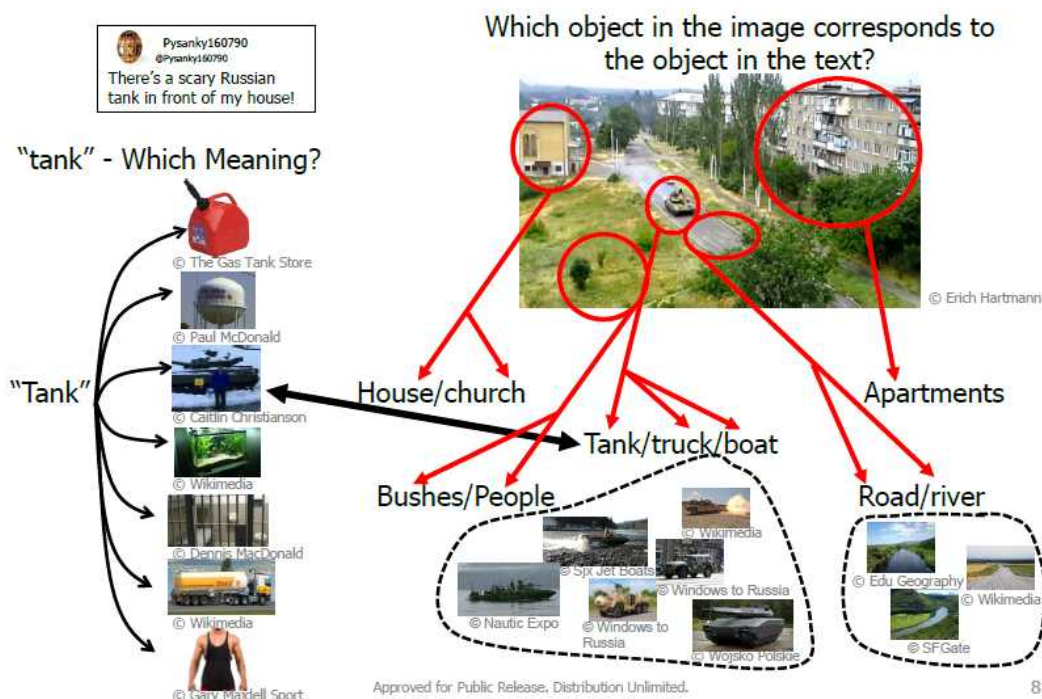 Pysanky160790
@Pysanky160790
There's a scary Russian
tank in front of my house!
Which object in the image corresponds to
the object in the text?
"tank" - Which Meaning?
© The Gas Tank Store
© Paul McDonald
"Tank"
© Caitlin Christianson
© Wikimedia
© Dennis MacDonald
© Wikimedia
© Gary Majdell Sport
© Erich Hartmann
House/church
Apartments
Tank/truck/boat
Bushes/People
Road/river
© Wikimedia
© Sjx Jet Boats
© Windows to Russia
© Nautic Expo
© Windows to
Russia
© Wojsko Polskie
© Edu Geography
© Wikimedia
© SFGate
Approved for Public Release. Distribution Unlimited.
8